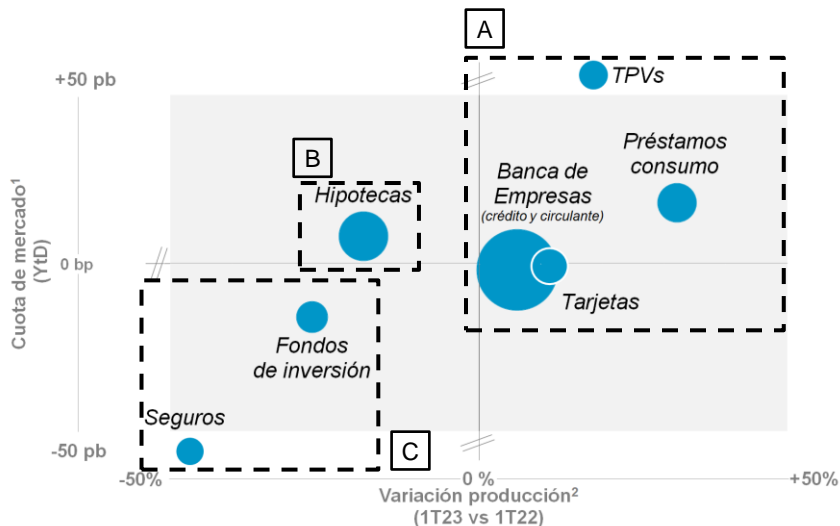 A
+50 pb
TPVs
B
Préstamos
consumo
Hipotecas
Banca de
Empresas
(crédito y circulante)
Cuota de mercado¹
(YtD)
0 bp
Tarjetas
Fondos
de inversión
Seguros
C
-50 pb
-50%
0 %
+50%
Variación producción²
(1T23 vs 1T22)